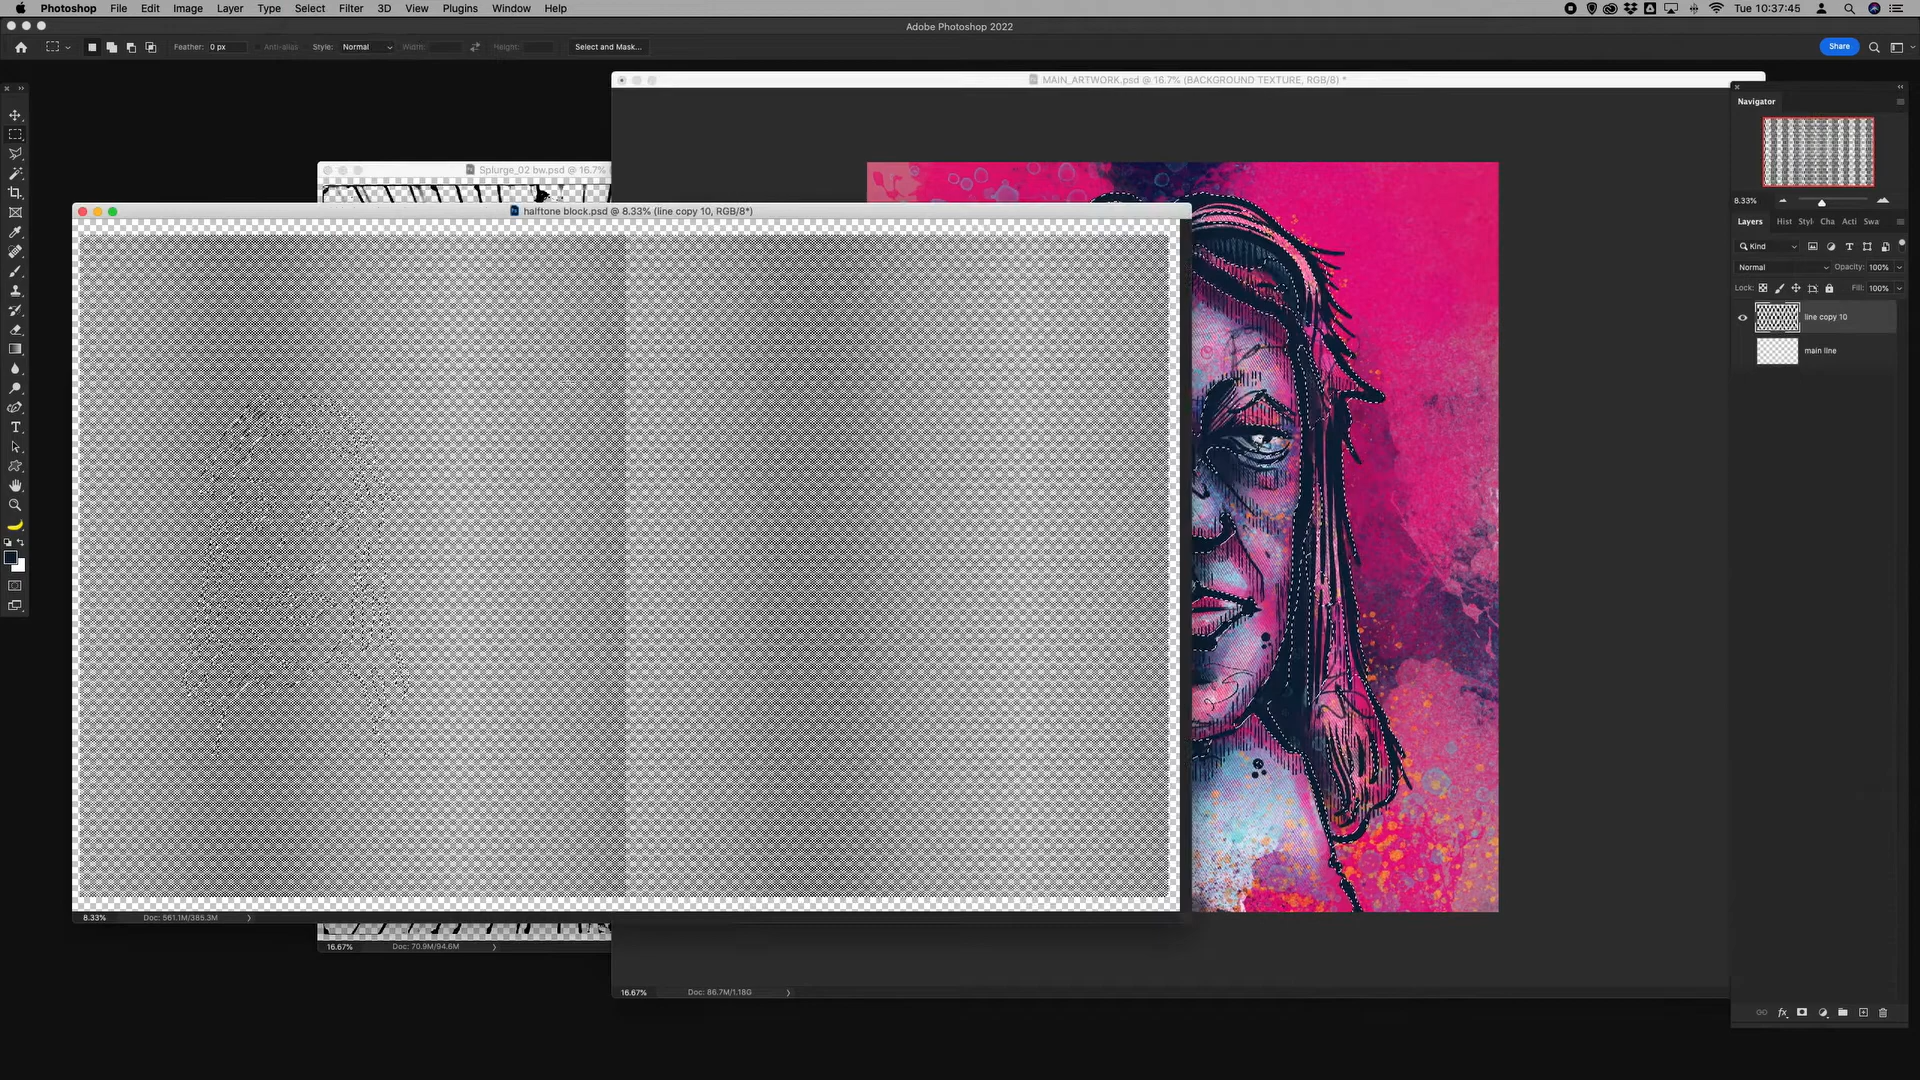 Photoshop File Edit Image Layer Type Select Filter 3D View Plugins Window Help
Tue 10:37:45
Adobe Photoshop 2022
Feather: 0 px Anti-alias Style: Normal Width: Height: Select and Mask... Share
MAIN_ARTWORK.psd @ 16.7% (BACKGROUND TEXTURE, RGB/8) *
Navigator
Splurge_02 bw.psd @ 16.7%
8.33%
halftone block.psd @ 8.33% (line copy 10, RGB/8*)
Layers Hist Styl Cha Acti Swa
Kind
Normal Opacity: 100%
Lock: Fill: 100%
line copy 10
main line
8.33% Doc: 561.1M/385.3M
16.67% Doc: 70.9M/94.6M
16.67% Doc: 86.7M/1.18G